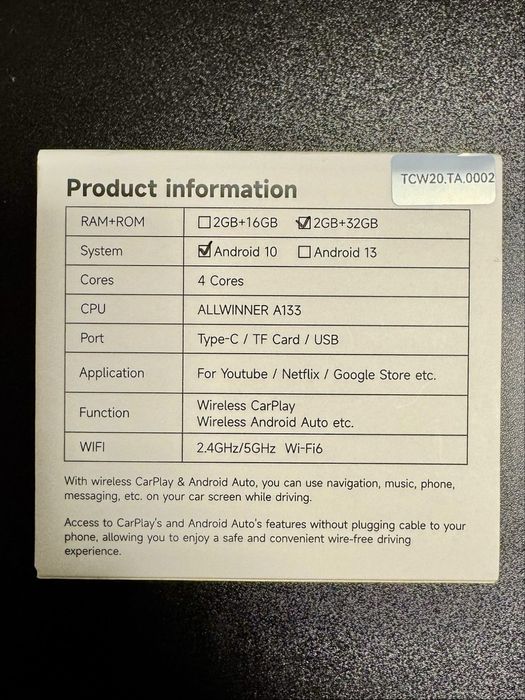 TCW20.TA.0002
Product information
RAM+ROM ☐2GB+16GB ☑2GB+32GB
System ☑Android 10 ☐Android 13
Cores 4 Cores
CPU ALLWINNER A133
Port Type-C / TF Card / USB
Application For Youtube / Netflix / Google Store etc.
Function Wireless CarPlay
Wireless Android Auto etc.
WIFI 2.4GHz/5GHz Wi-Fi6
With wireless CarPlay & Android Auto, you can use navigation, music, phone,
messaging, etc. on your car screen while driving.
Access to CarPlay's and Android Auto's features without plugging cable to your
phone, allowing you to enjoy a safe and convenient wire-free driving
experience.